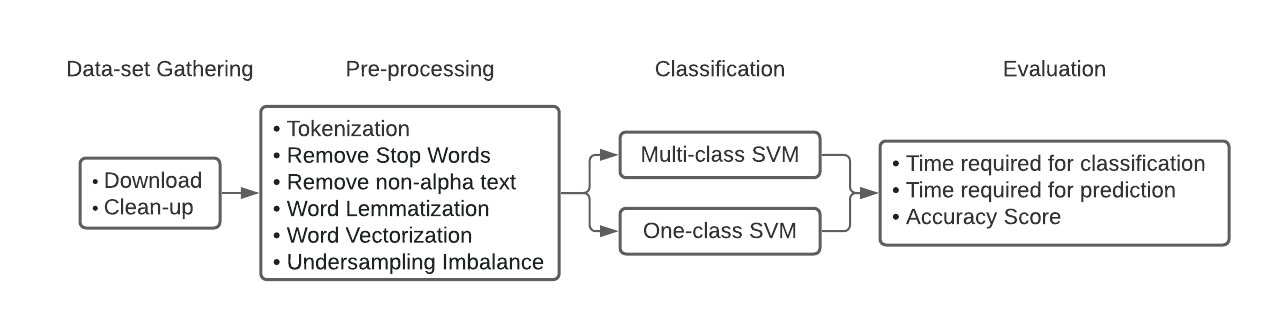 Data-set Gathering
Pre-processing
Classification
Evaluation
• Download
• Clean-up
• Tokenization
• Remove Stop Words
• Remove non-alpha text
• Word Lemmatization
• Word Vectorization
• Undersampling Imbalance
Multi-class SVM
One-class SVM
• Time required for classification
• Time required for prediction
• Accuracy Score